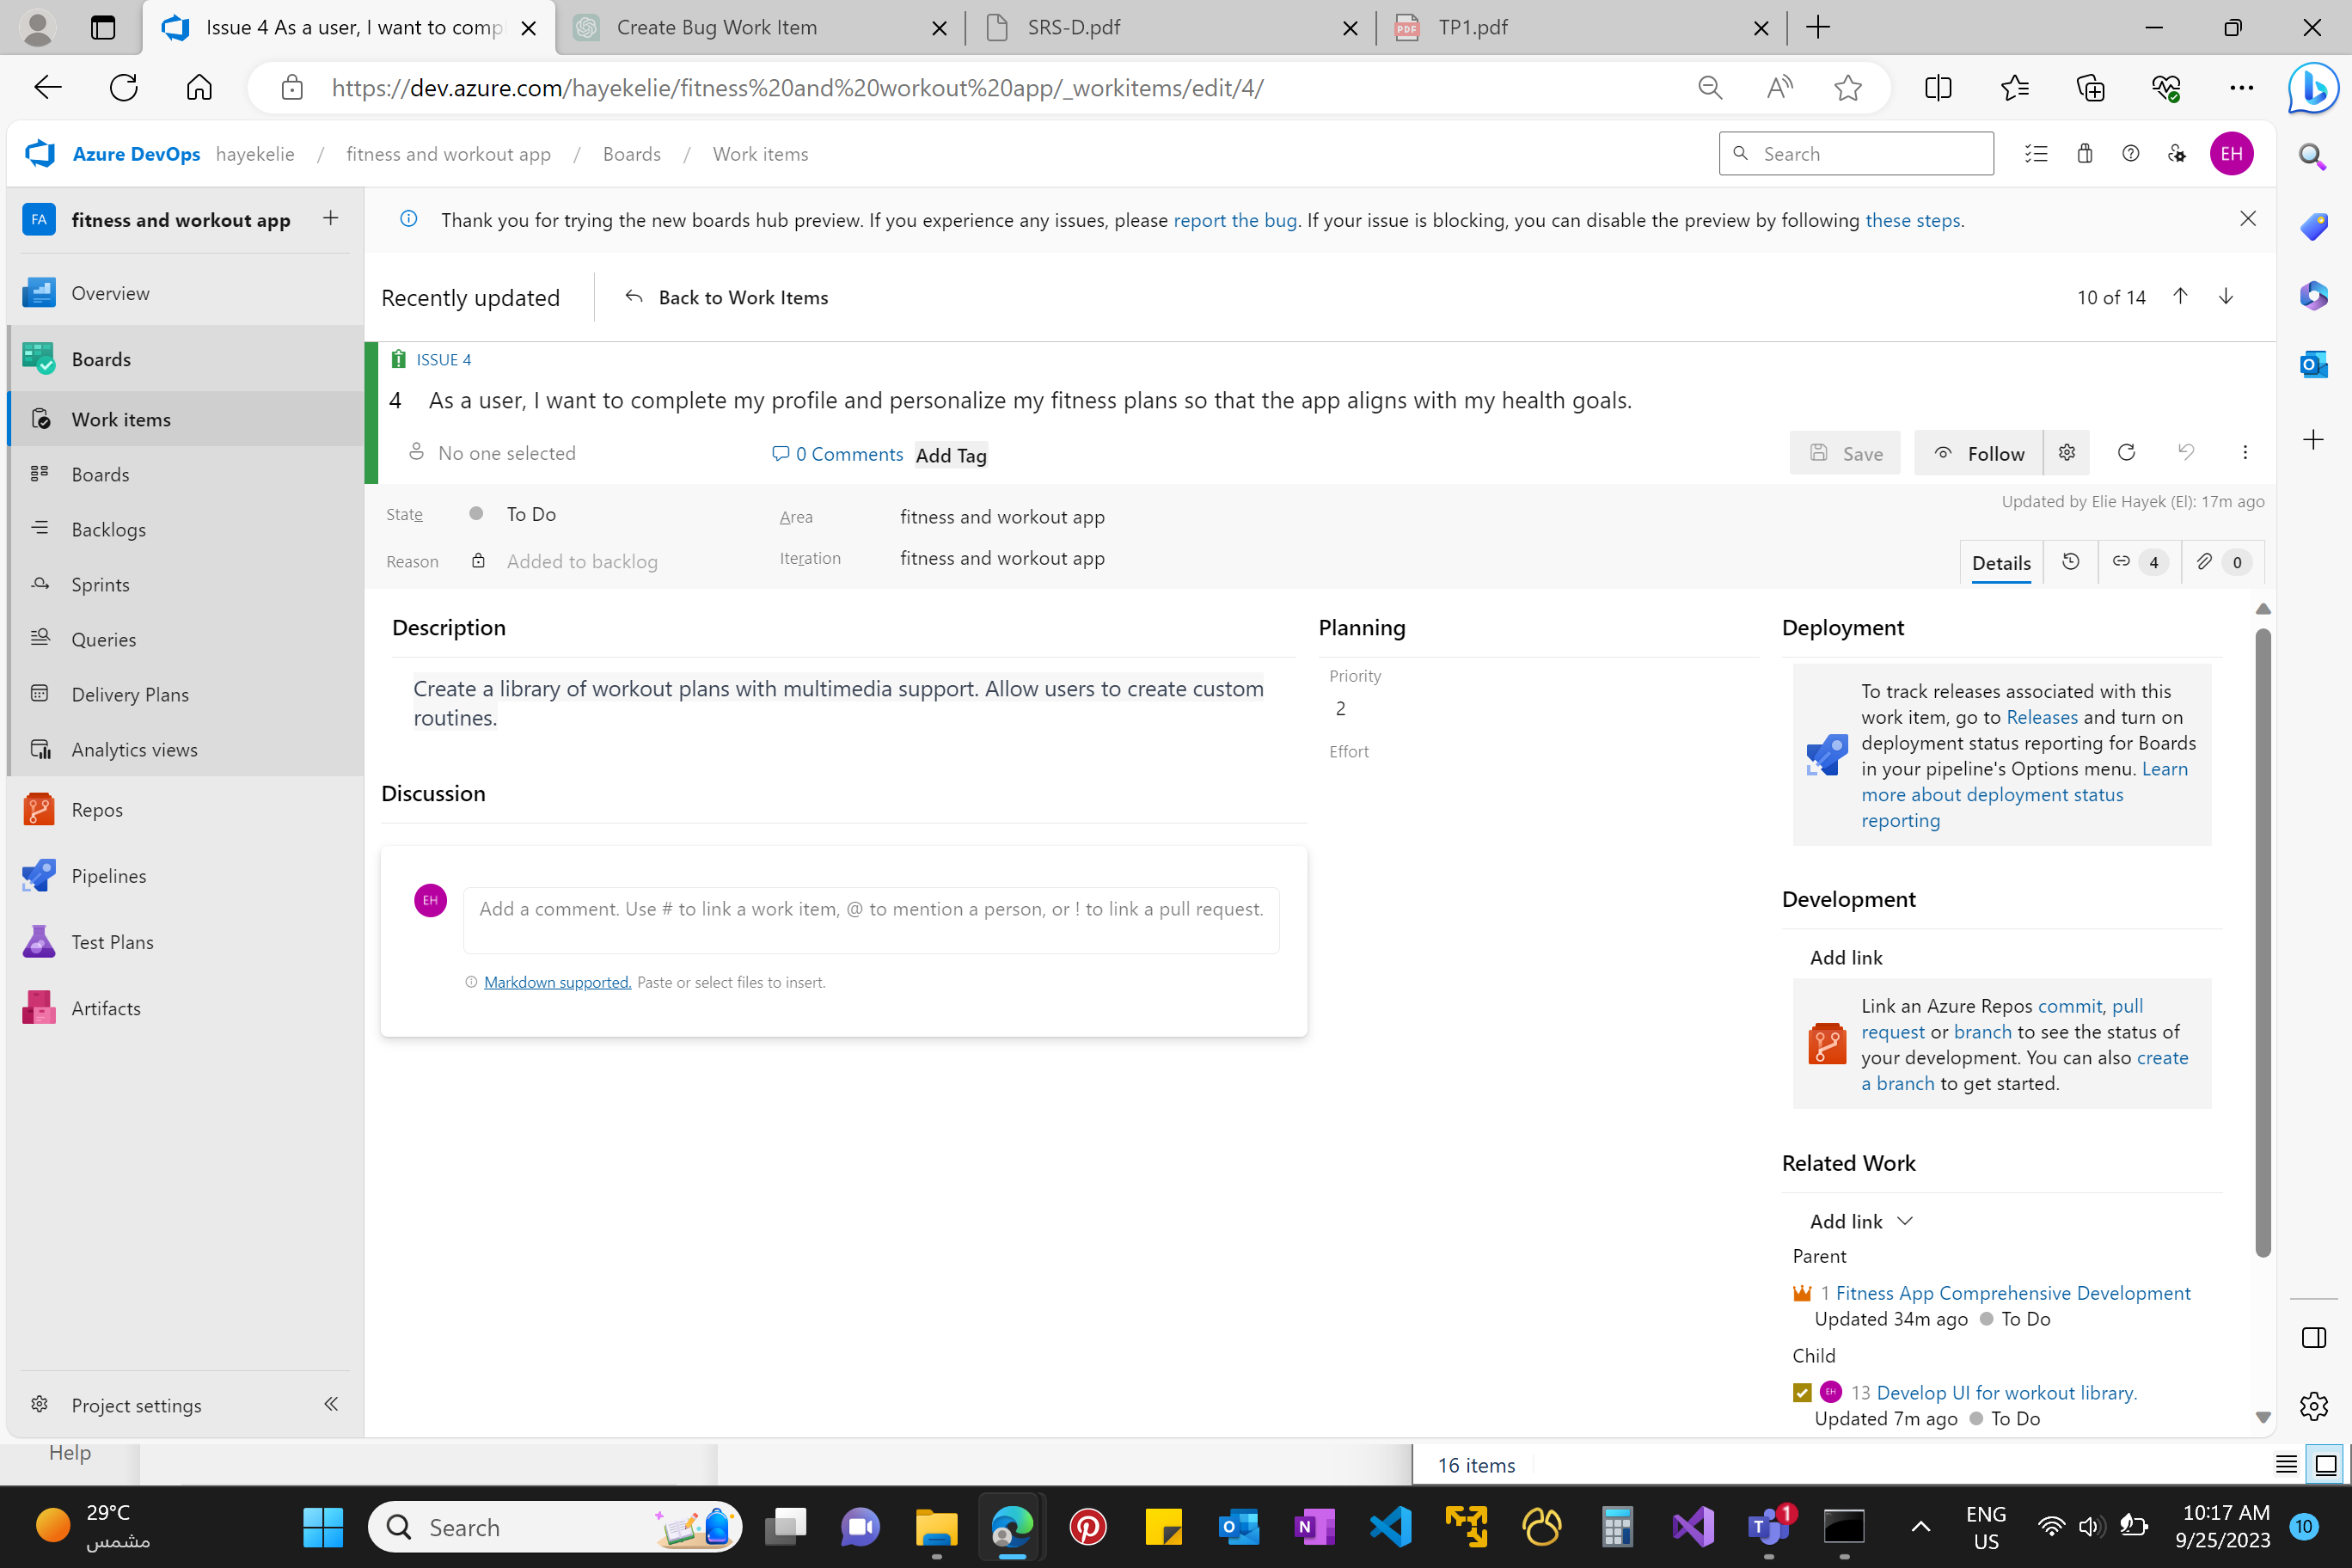 Issue 4 As a user, I want to comp
Create Bug Work Item
SRS-D.pdf
PDF
TP1.pdf
https://dev.azure.com/hayekelie/fitness%20and%20workout%20app/_workitems/edit/4/
Azure DevOps hayekelie / fitness and workout app / Boards / Work items
Search
EH
FA fitness and workout app
Overview
Boards
Work items
Boards
Backlogs
Sprints
Queries
Delivery Plans
Analytics views
Repos
Pipelines
Test Plans
Artifacts
Project settings
Thank you for trying the new boards hub preview. If you experience any issues, please report the bug. If your issue is blocking, you can disable the preview by following these steps.
Recently updated
Back to Work Items
10 of 14
ISSUE 4
4 As a user, I want to complete my profile and personalize my fitness plans so that the app aligns with my health goals.
No one selected
0 Comments
Add Tag
Save
Follow
State To Do
Reason Added to backlog
Area fitness and workout app
Iteration fitness and workout app
Updated by Elie Hayek (El): 17m ago
Details
4
0
Description
Create a library of workout plans with multimedia support. Allow users to create custom
routines.
Discussion
EH
Add a comment. Use # to link a work item, @ to mention a person, or ! to link a pull request.
Markdown supported. Paste or select files to insert.
Planning
Priority
2
Effort
Deployment
To track releases associated with this
work item, go to Releases and turn on
deployment status reporting for Boards
in your pipeline's Options menu. Learn
more about deployment status
reporting
Development
Add link
Link an Azure Repos commit, pull
request or branch to see the status of
your development. You can also create
a branch to get started.
Related Work
Add link
Parent
1 Fitness App Comprehensive Development
Updated 34m ago To Do
Child
EH 13 Develop UI for workout library.
Updated 7m ago To Do
Help
16 items
29°C
مشمس
Search
1
ENG
US
10:17 AM
9/25/2023
10